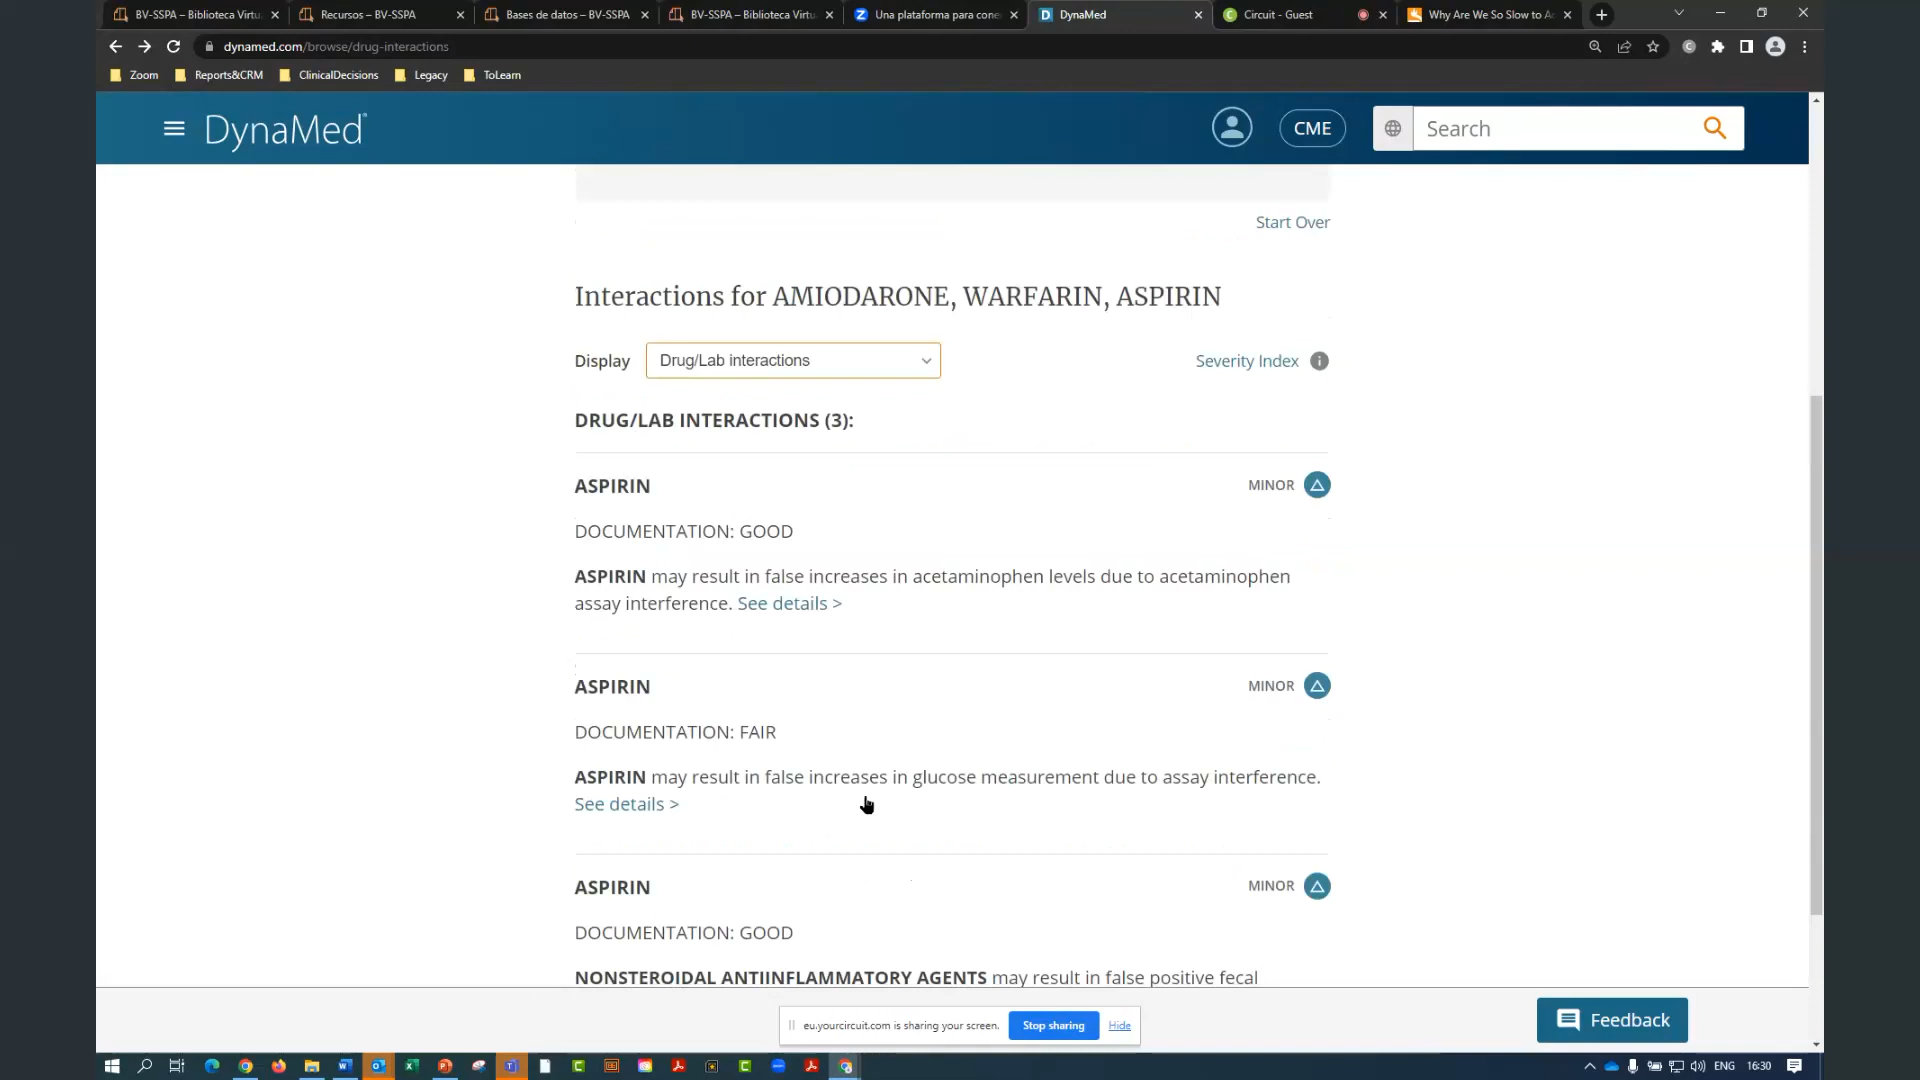 BV-SSPA – Biblioteca Virtu
Recursos – BV-SSPA
Bases de datos – BV-SSPA
BV-SSPA – Biblioteca Virtu
Una plataforma para cone
DynaMed
Circuit - Guest
Why Are We So Slow to A
dynamed.com/browse/drug-interactions
Zoom
Reports&CRM
ClinicalDecisions
Legacy
ToLearn
DynaMed
CME
Search
Start Over
Interactions for AMIODARONE, WARFARIN, ASPIRIN
Display
Drug/Lab interactions
Severity Index
DRUG/LAB INTERACTIONS (3):
ASPIRIN
MINOR
DOCUMENTATION: GOOD
ASPIRIN may result in false increases in acetaminophen levels due to acetaminophen
assay interference. See details >
ASPIRIN
MINOR
DOCUMENTATION: FAIR
ASPIRIN may result in false increases in glucose measurement due to assay interference.
See details >
ASPIRIN
MINOR
DOCUMENTATION: GOOD
NONSTEROIDAL ANTIINFLAMMATORY AGENTS may result in false positive fecal
eu.yourcircuit.com is sharing your screen.
Stop sharing
Hide
Feedback
ENG
16:30